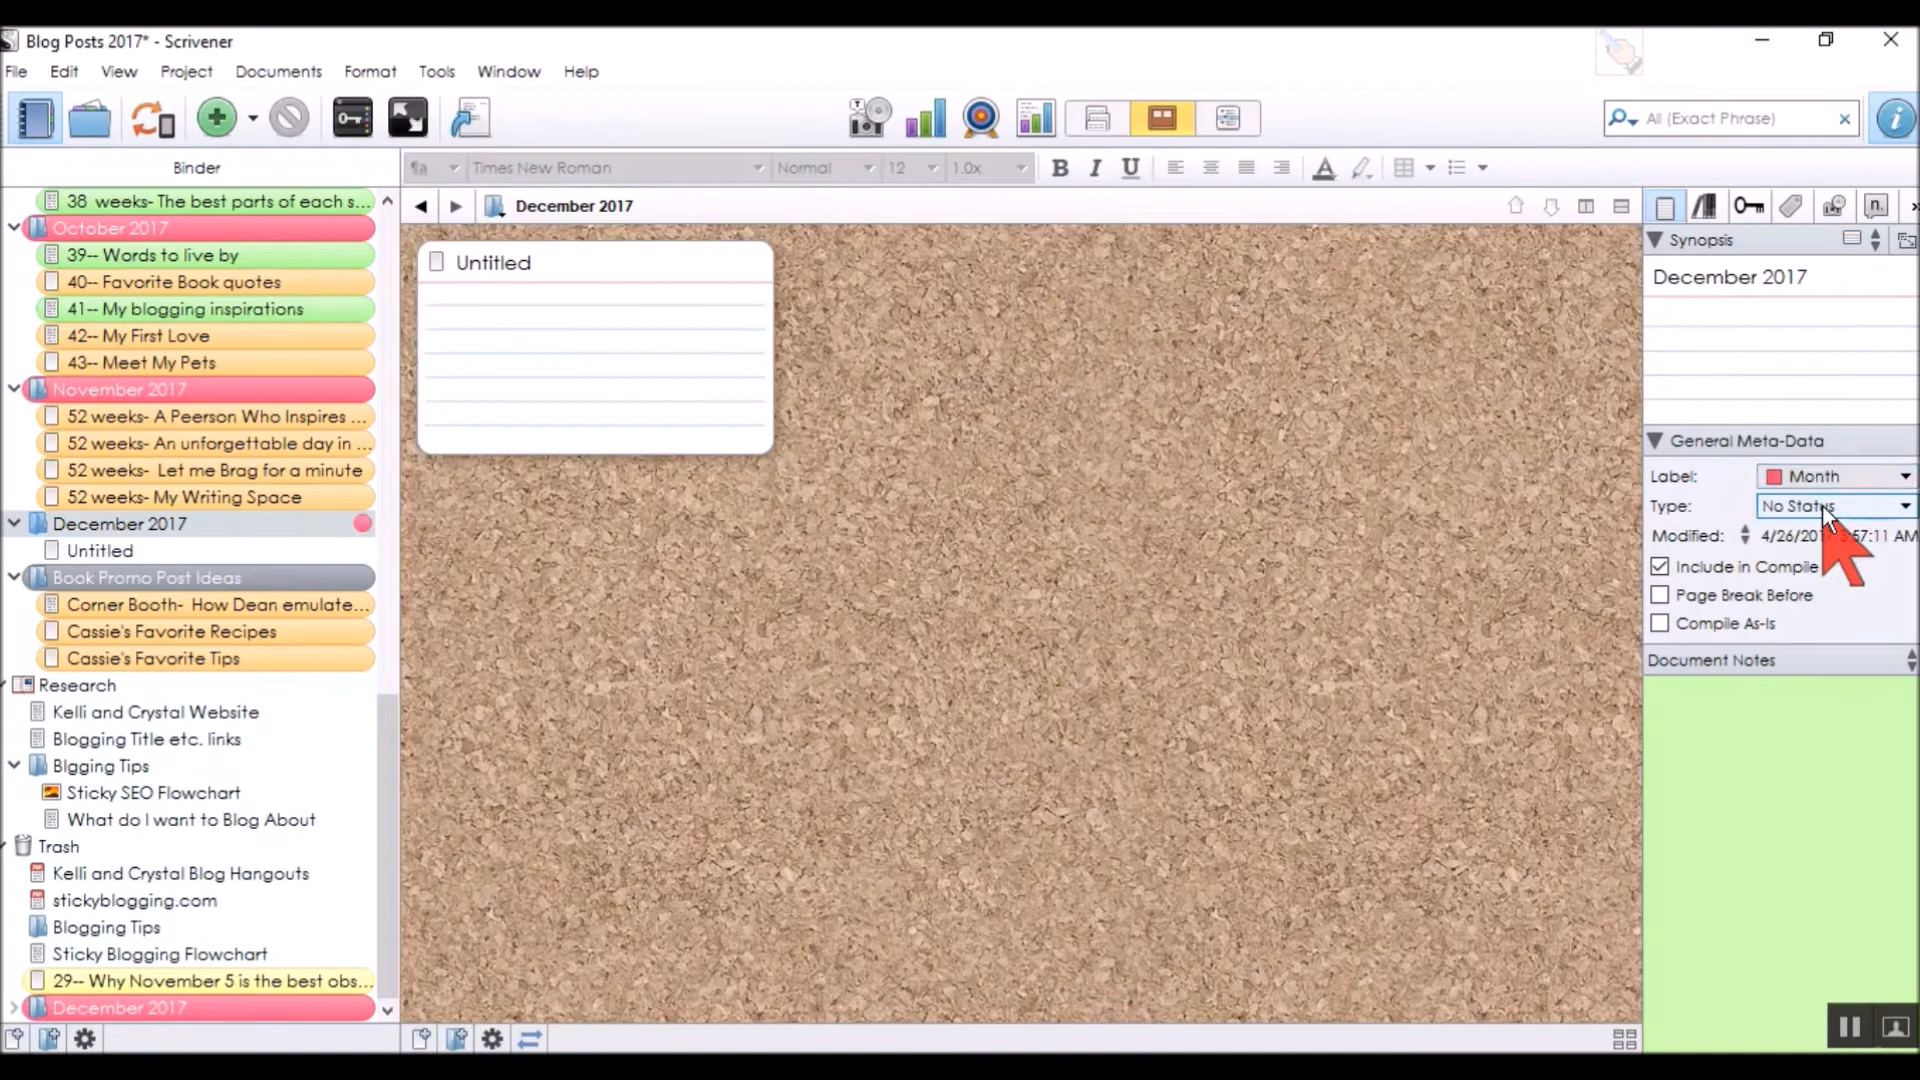 Blog Posts 2017* - Scrivener
File Edit View Project Documents Format Tools Window Help
All (Exact Phrase)
Binder
Times New Roman Normal 12 1.0x B I U A
38 weeks- The best parts of each s...
October 2017
39-- Words to live by
40-- Favorite Book quotes
41-- My blogging inspirations
42-- My First Love
43-- Meet My Pets
November 2017
52 weeks- A Peerson Who Inspires ...
52 weeks- An unforgettable day in ...
52 weeks- Let me Brag for a minute
52 weeks- My Writing Space
December 2017
Untitled
Book Promo Post Ideas
Corner Booth- How Dean emulate...
Cassie's Favorite Recipes
Cassie's Favorite Tips
Research
Kelli and Crystal Website
Blogging Title etc. links
Blgging Tips
Sticky SEO Flowchart
What do I want to Blog About
Trash
Kelli and Crystal Blog Hangouts
stickyblogging.com
Blogging Tips
Sticky Blogging Flowchart
29-- Why November 5 is the best obs...
December 2017
December 2017
Untitled
n.
Synopsis
December 2017
General Meta-Data
Label: Month
Type: No Status
Modified: 4/26/201 :57:11 AM
Include in Compile
Page Break Before
Compile As-Is
Document Notes